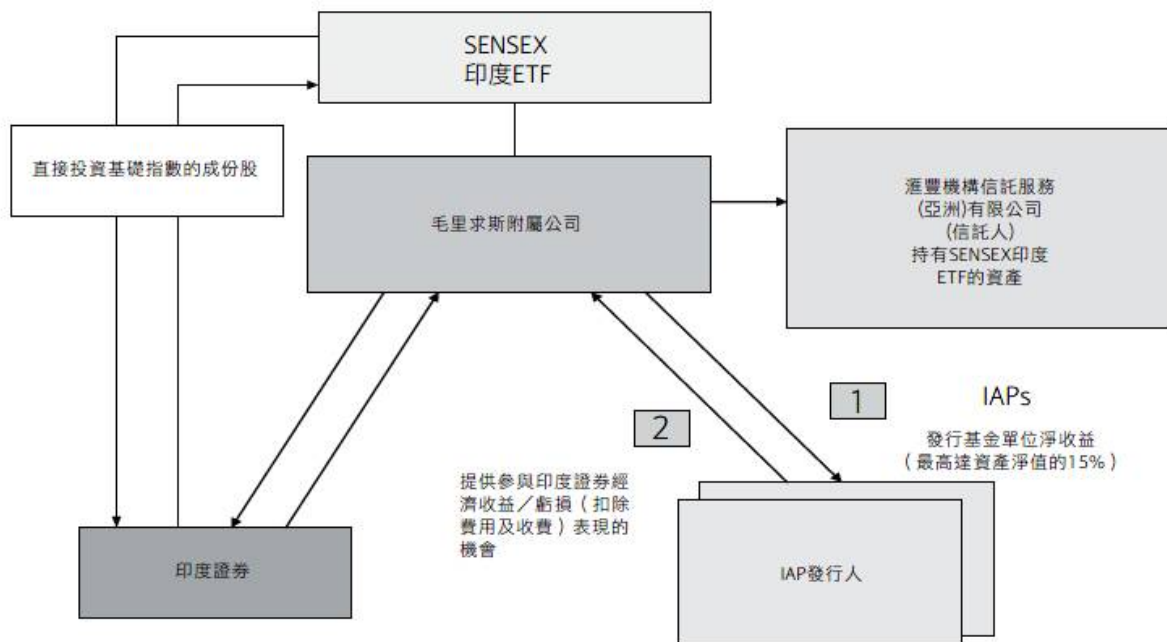 SENSEX
印度ETF
直接投資基礎指數的成份股
毛里求斯附屬公司
滙豐機構信託服務
(亞洲)有限公司
(信託人)
持有SENSEX印度
ETF的資產
1
IAPs
發行基金單位淨收益
（最高達資產淨值的15%）
2
提供參與印度證券經
濟收益／虧損（扣除
費用及收費）表現的
機會
印度證券
IAP發行人